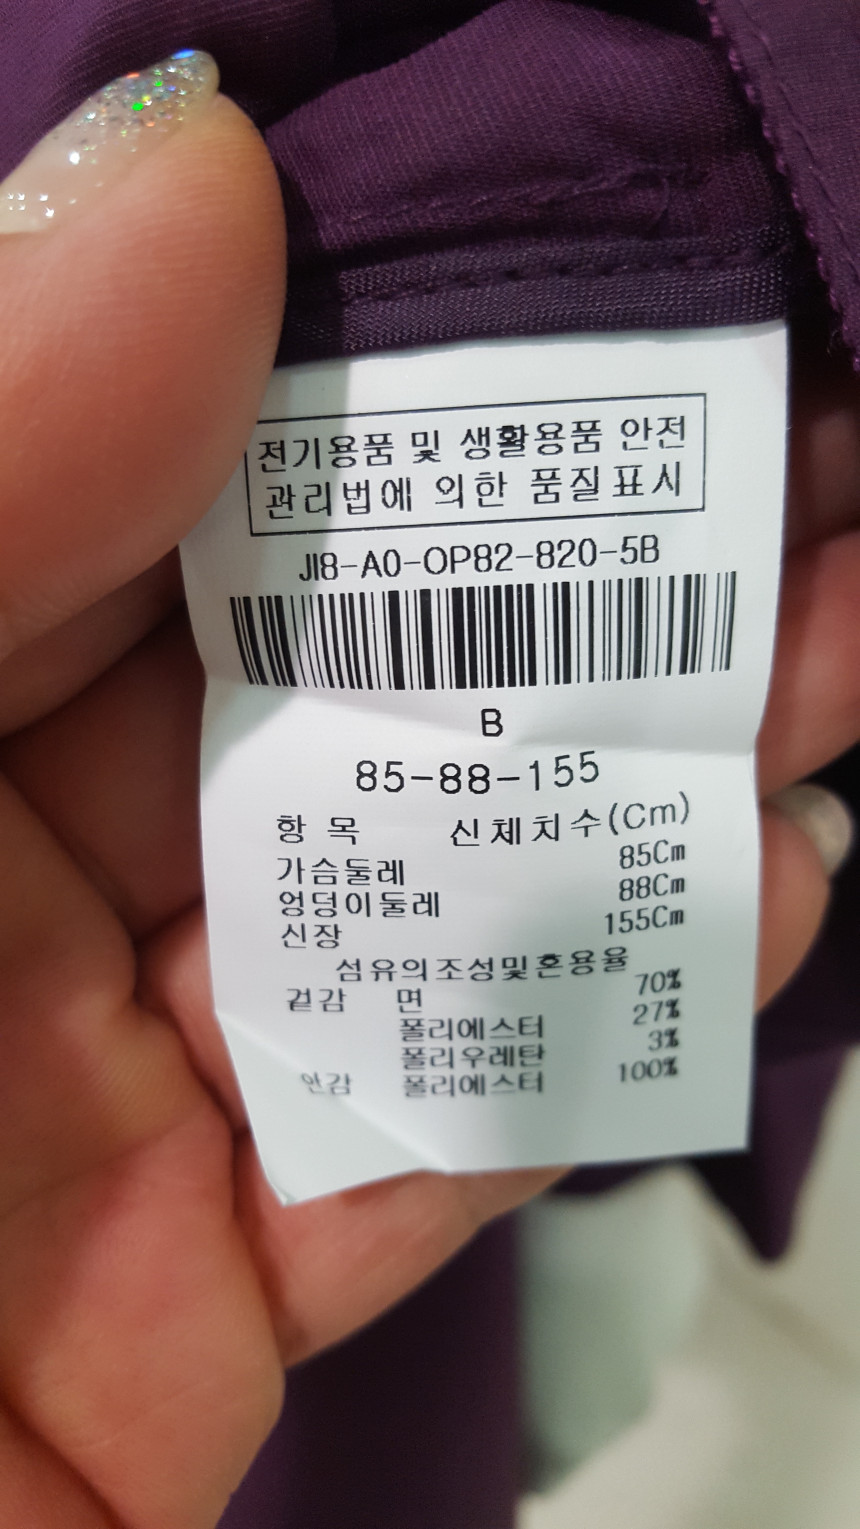 전기용품 및 생활용품 안전
관리법에 의한 품질표시
JI8-A0-OP82-820-5B
B
85-88-155
항 목 신체치수(Cm)
가슴둘레 85Cm
엉덩이둘레 88Cm
신장 155Cm
섬유의조성및혼용율
겉감 면 70%
폴리에스터 27%
폴리우레탄 3%
안감 폴리에스터 100%